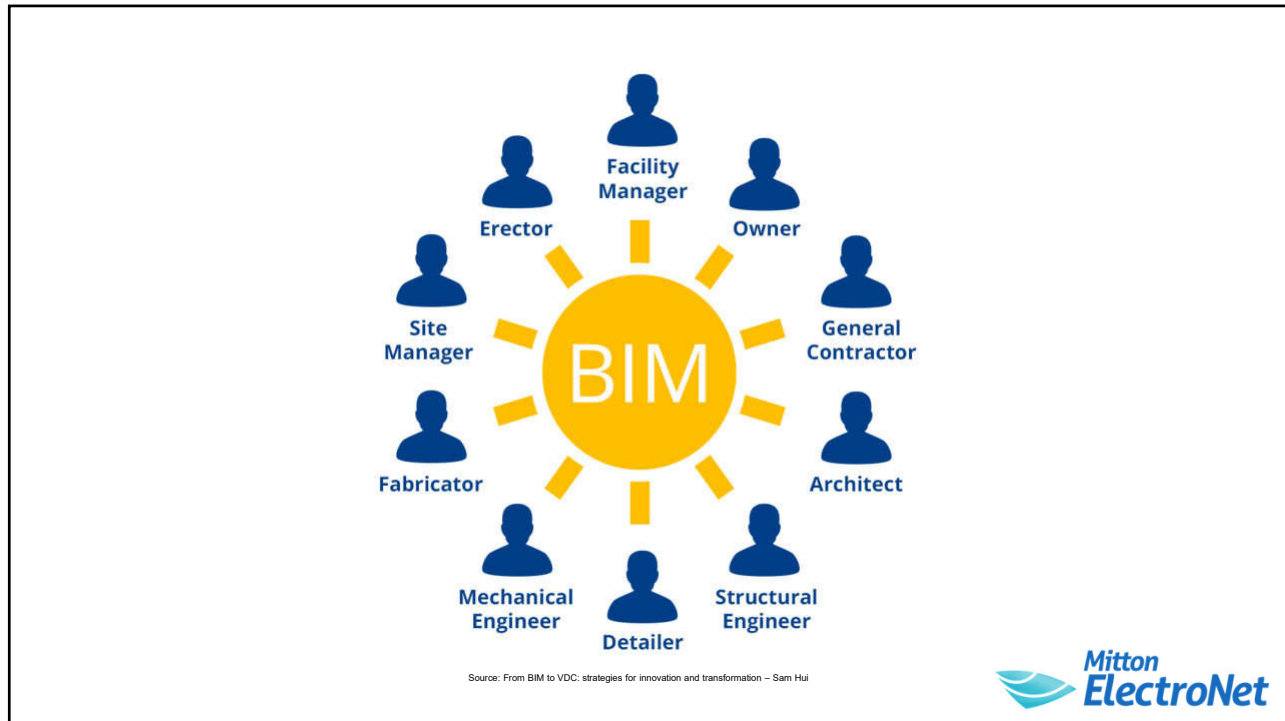 Facility
Manager
Erector
Owner
Site
Manager
General
Contractor
BIM
Fabricator
Architect
Mechanical
Engineer
Structural
Engineer
Detailer
Source: From BIM to VDC: strategies for innovation and transformation – Sam Hui
Mitton
ElectroNet